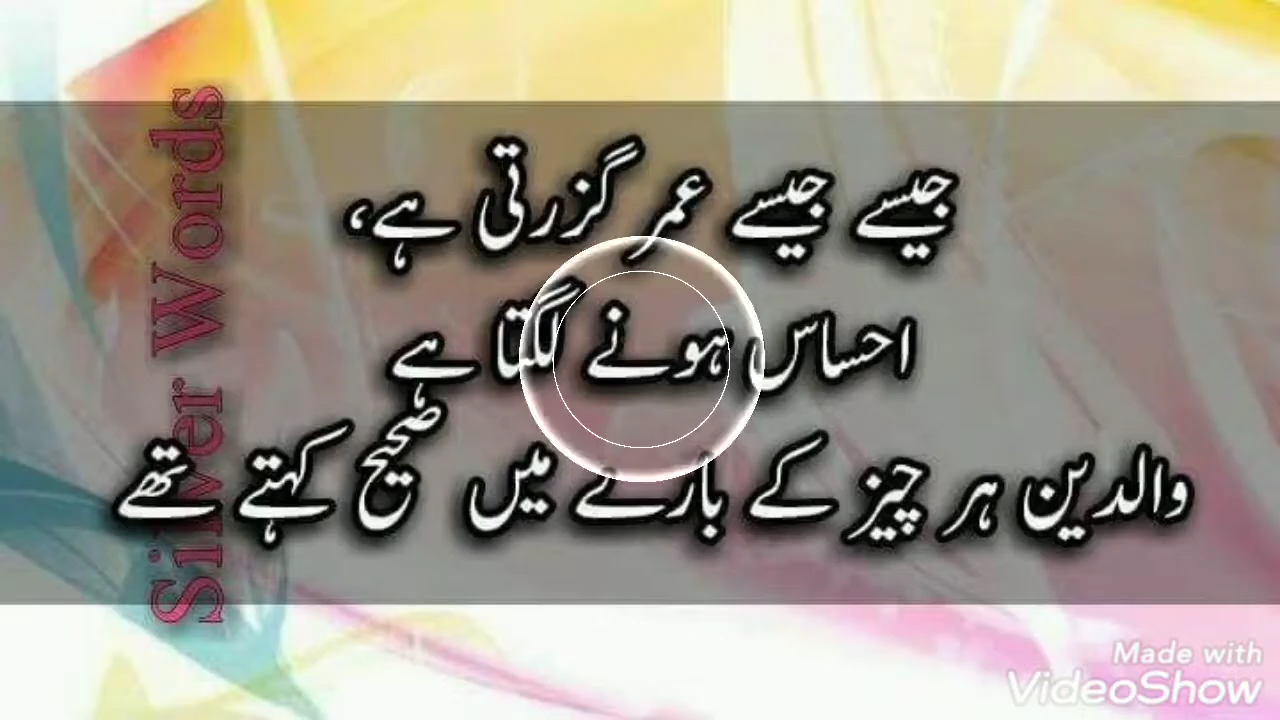 جیسے جیسے عمر گزرتی ہے،
احساس ہونے لگتا ہے
والدین ہر چیز کے بارے میں صحیح کہتے تھے
Silver Words
Made with
VideoShow